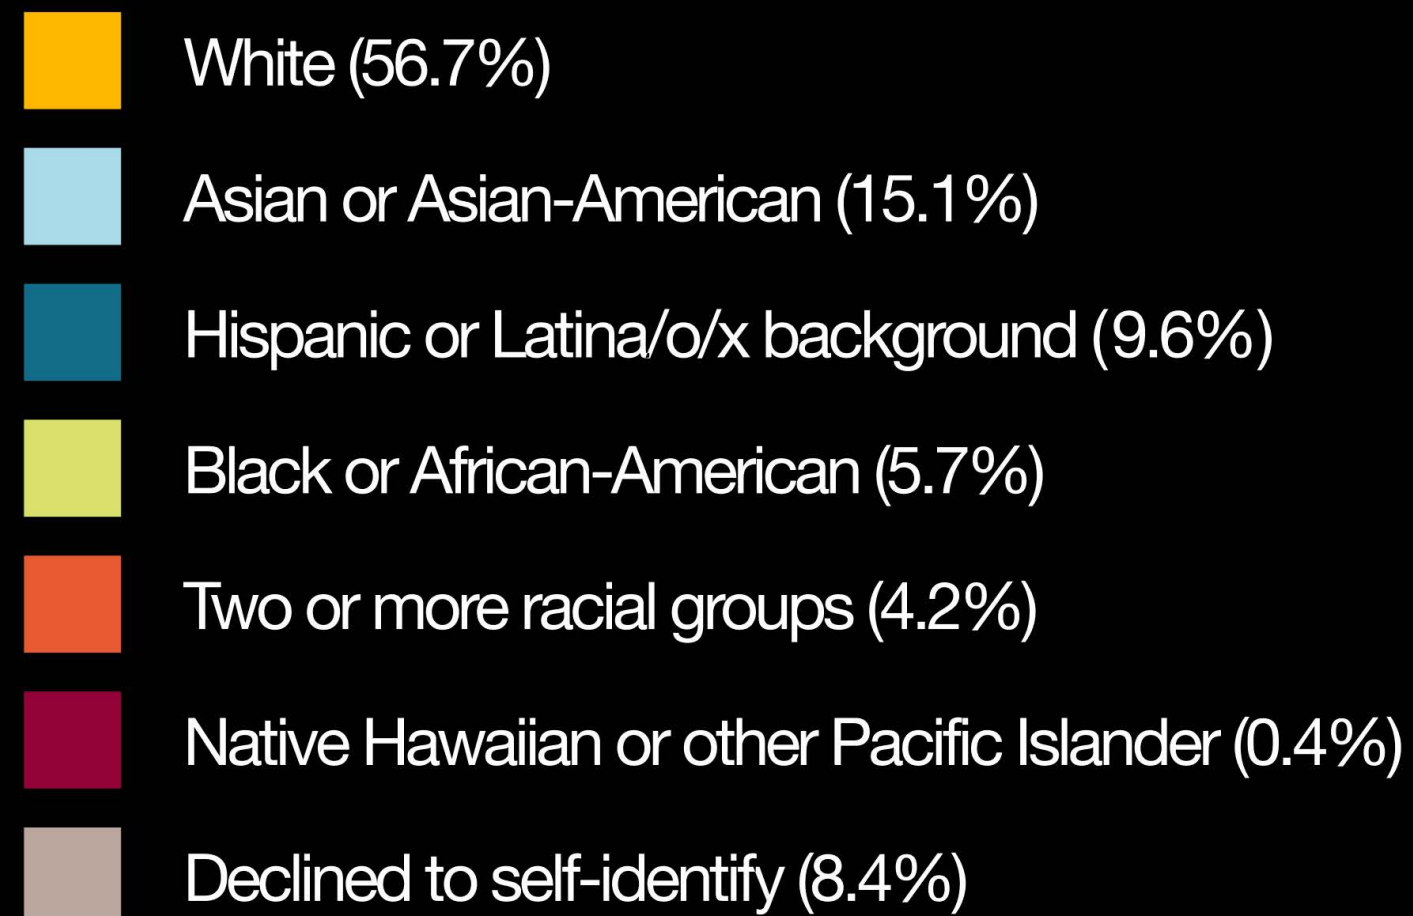 White (56.7%)
Asian or Asian-American (15.1%)
Hispanic or Latina/o/x background (9.6%)
Black or African-American (5.7%)
Two or more racial groups (4.2%)
Native Hawaiian or other Pacific Islander (0.4%)
Declined to self-identify (8.4%)